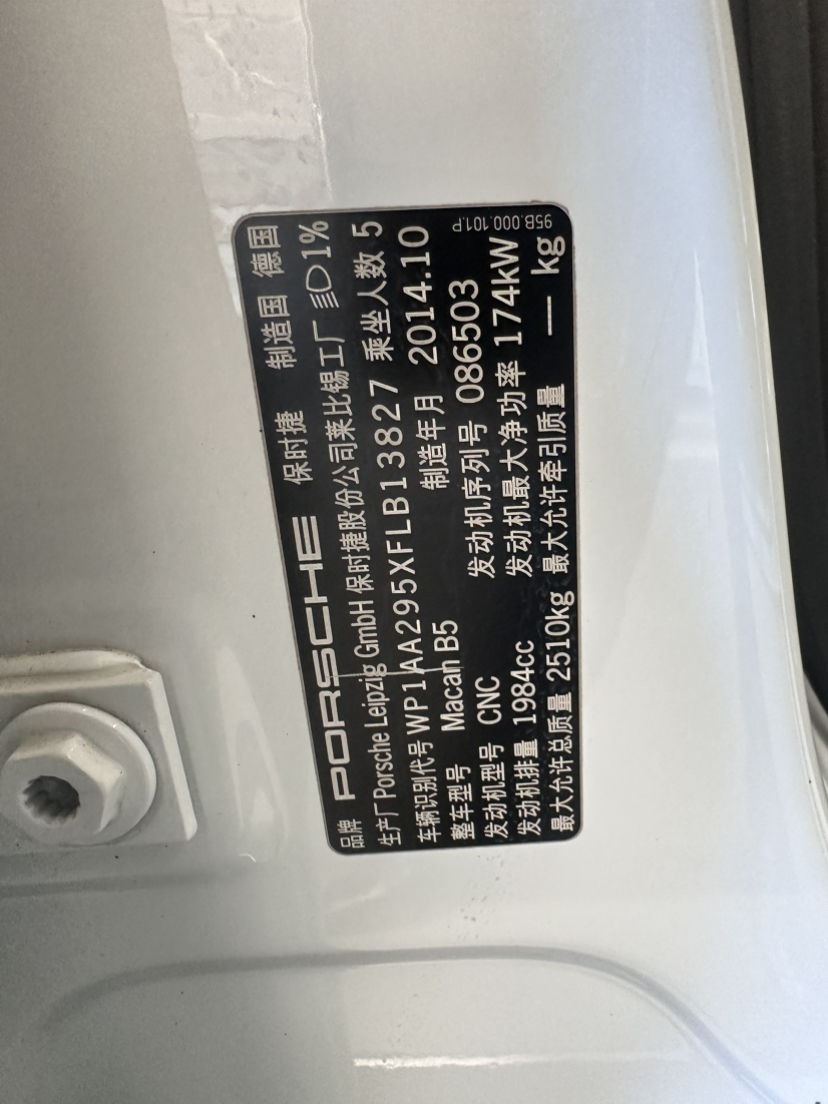 品牌 PORSCHE 保时捷 制造国 德国
生产厂 Porsche Leipzig GmbH 保时捷股份公司莱比锡工厂 1%
车辆识别代号 WP1AA295XFLB13827 乘坐人数 5
整车型号 Macan B5 制造年月 2014.10
发动机型号 CNC 发动机序列号 086503
发动机排量 1984cc 发动机最大净功率 174kW
最大允许总质量 2510kg 最大允许牵引质量 — kg
95B.000.101.P